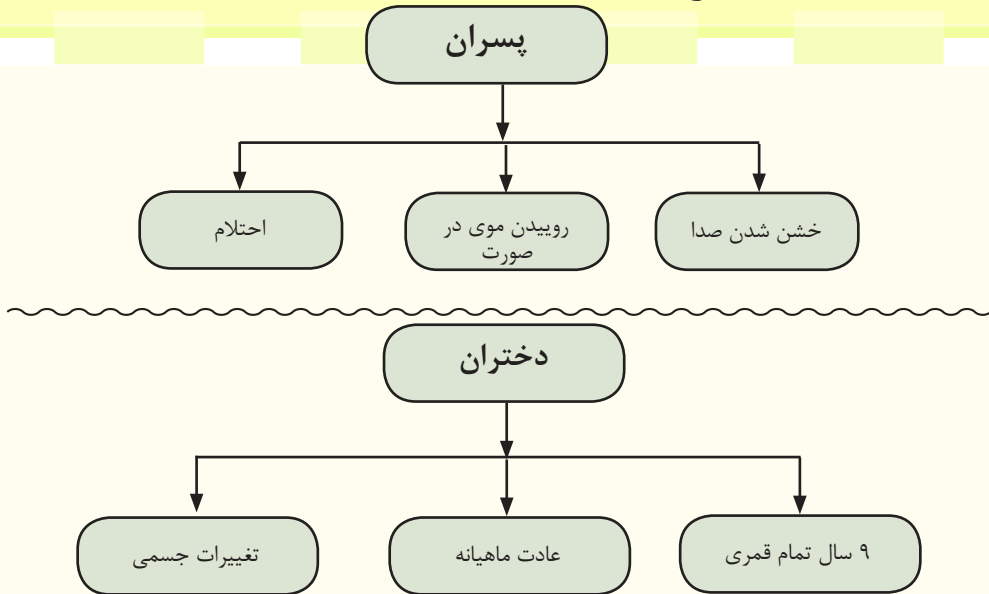 پسران
خشن شدن صدا
روییدن موی در
صورت
احتلام
دختران
۹ سال تمام قمری
عادت ماهیانه
تغییرات جسمی